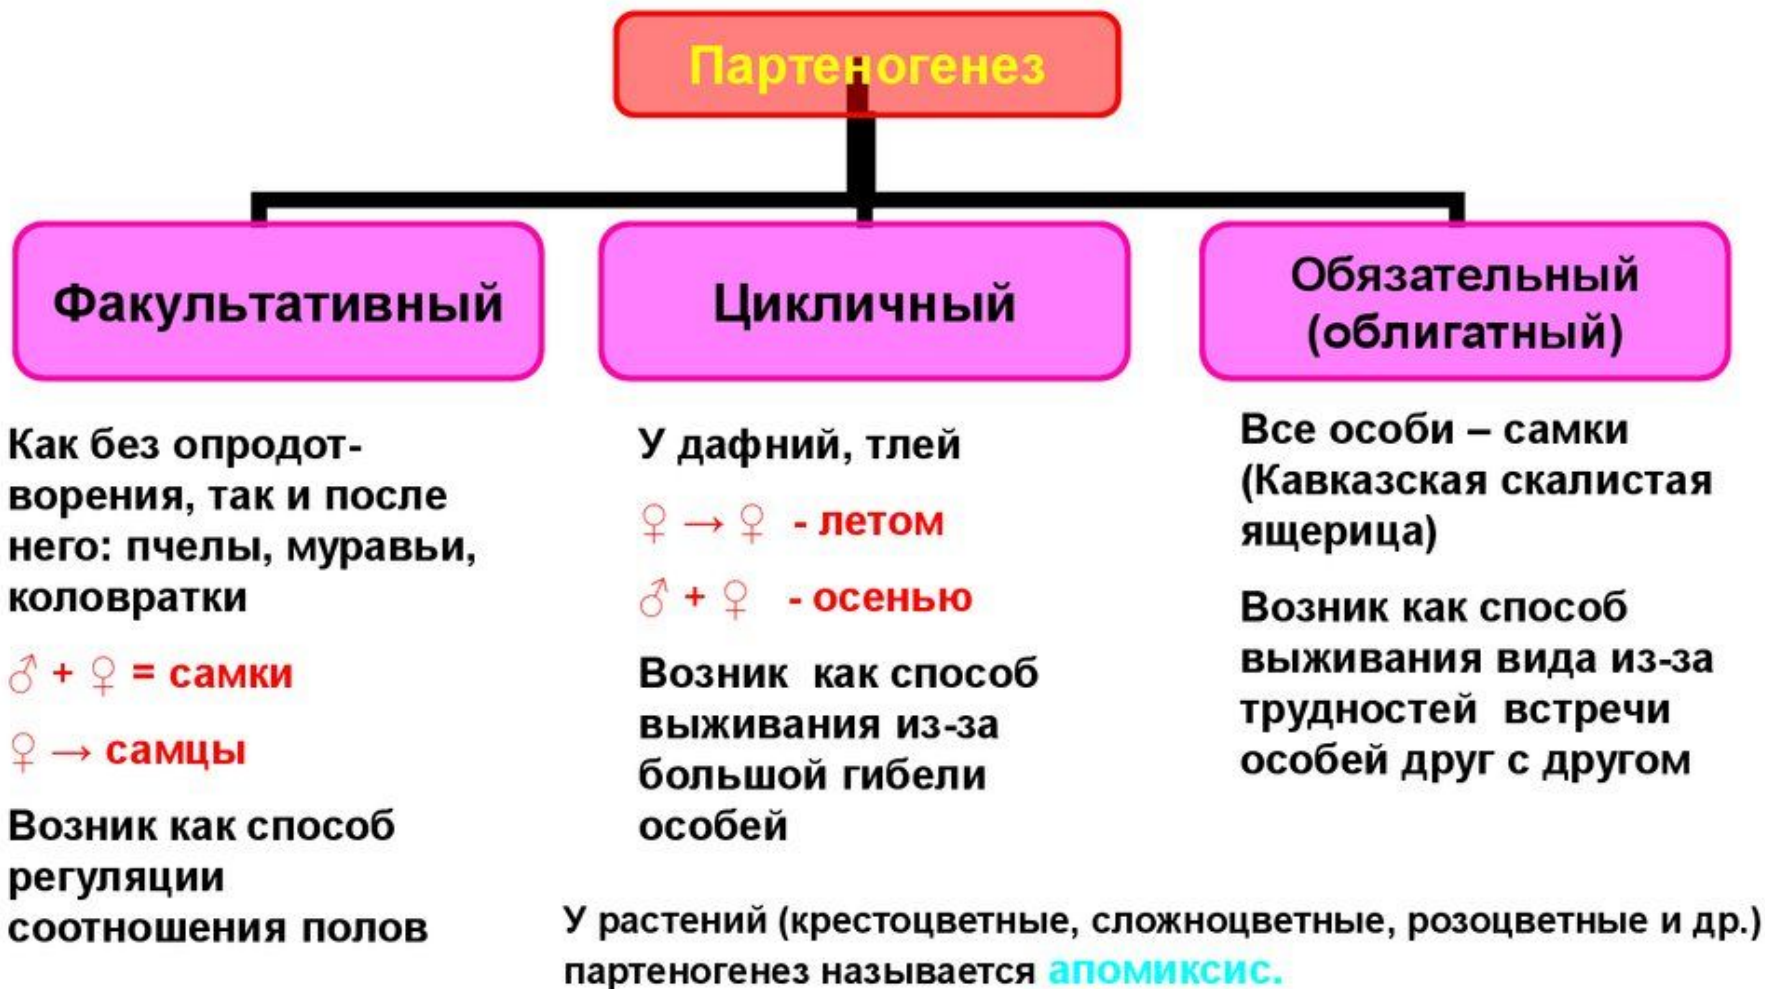 Партеногенез
Факультативный
Как без опродот-
ворения, так и после
него: пчелы, муравьи,
коловратки
♂ + ♀ = самки
♀ → самцы
Возник как способ
регуляции
соотношения полов
Цикличный
У дафний, тлей
♀ → ♀ - летом
♂ + ♀ - осенью
Возник как способ
выживания из-за
большой гибели
особей
Обязательный
(облигатный)
Все особи – самки
(Кавказская скалистая
ящерица)
Возник как способ
выживания вида из-за
трудностей встречи
особей друг с другом
У растений (крестоцветные, сложноцветные, розоцветные и др.)
партеногенез называется апомиксис.